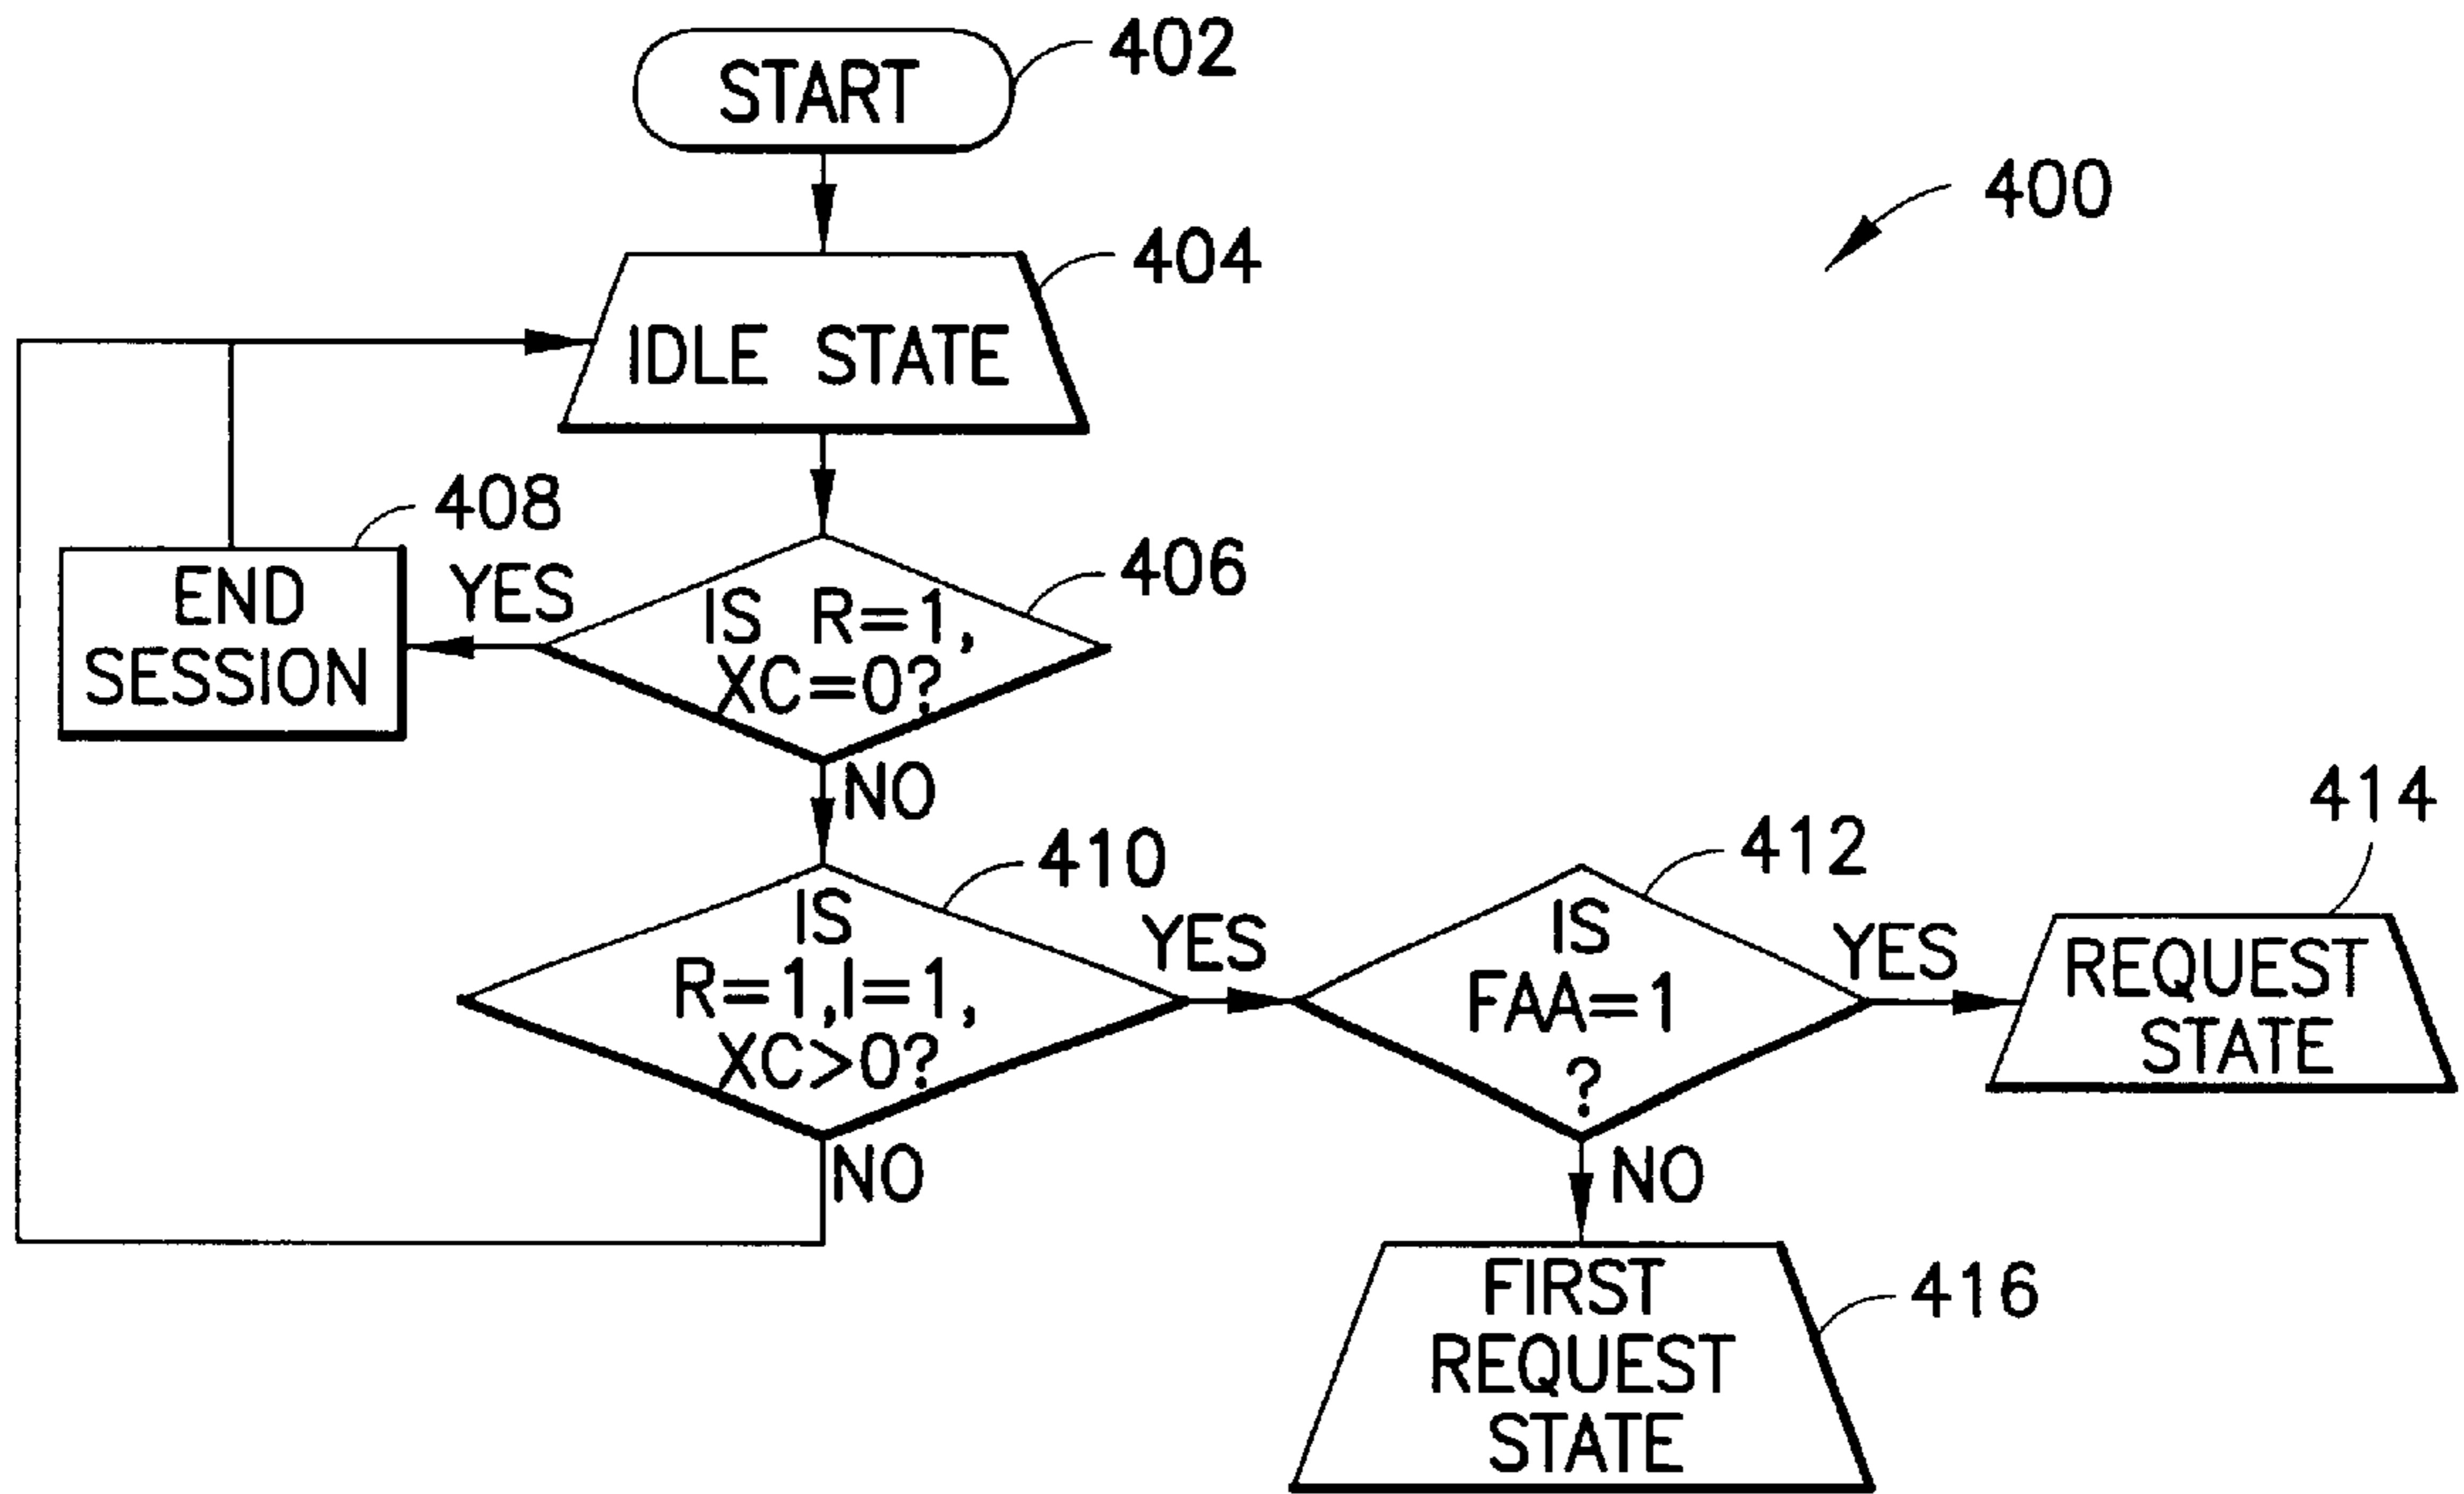 START
402
400
404
IDLE STATE
408
YES
END
SESSION
406
IS R=1,
XC=0?
NO
410
IS
R=1,I=1,
XC>0?
YES
NO
412
IS
FAA=1
?
YES
NO
414
REQUEST
STATE
416
FIRST
REQUEST
STATE